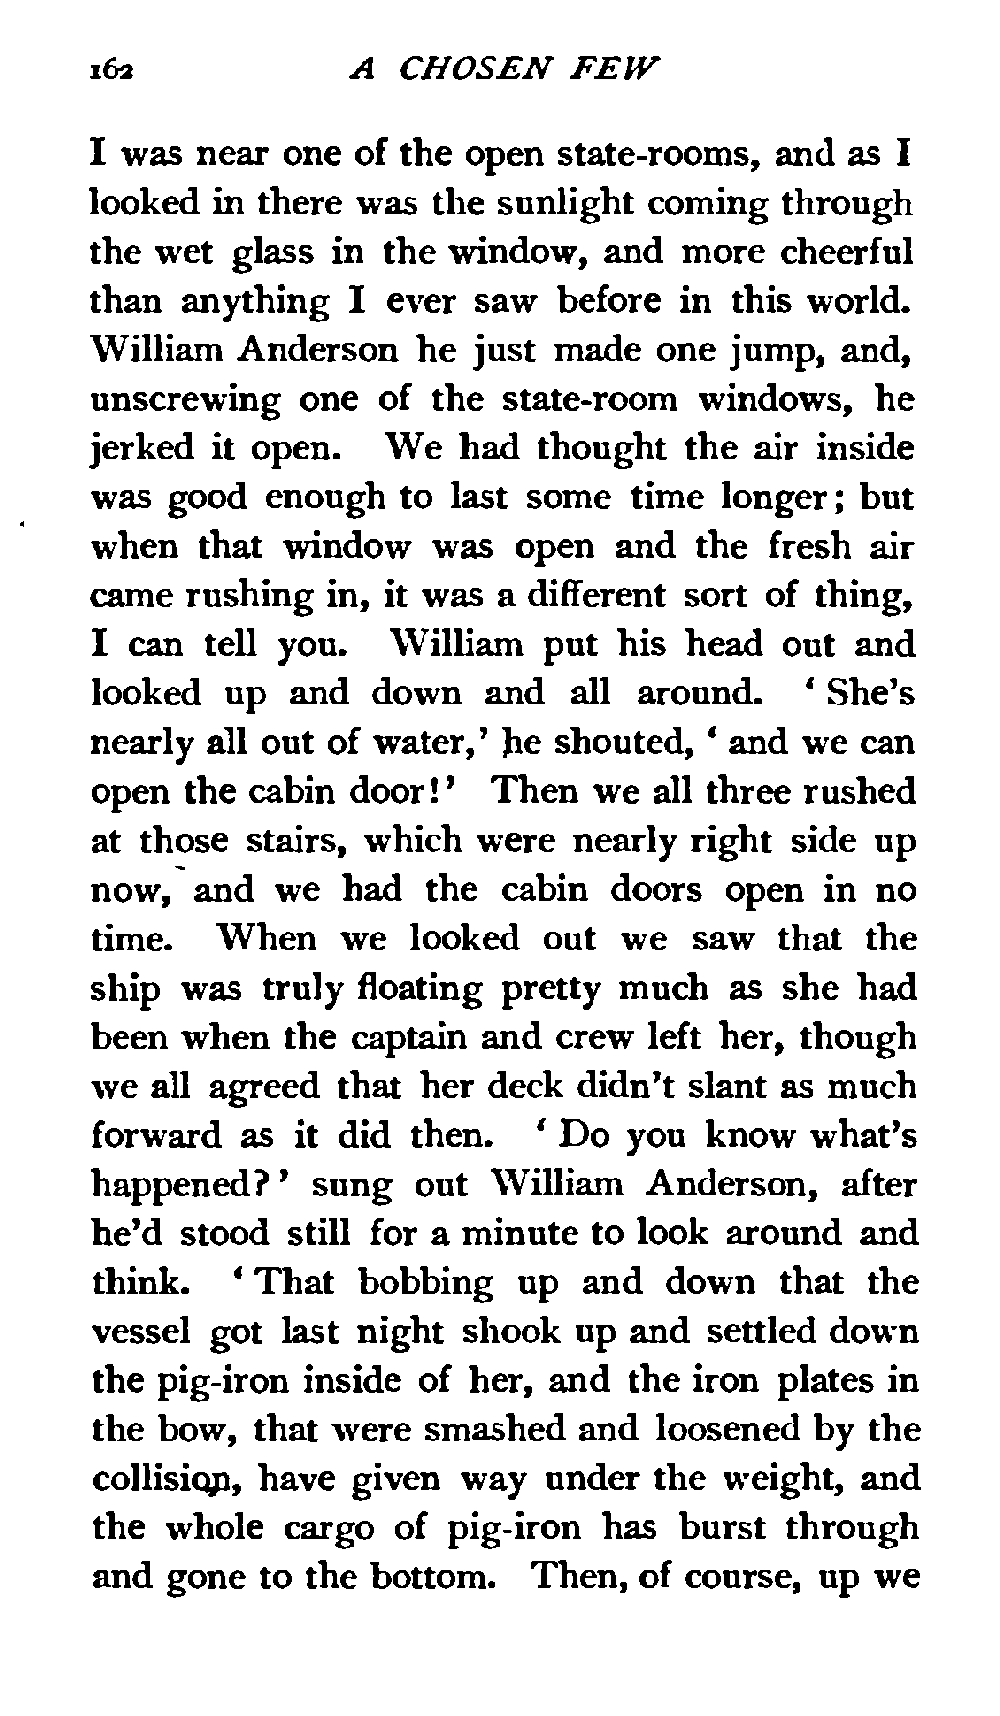 162 A CHOSEN FEW
I was near one of the open state-rooms, and as I
looked in there was the sunlight coming through
the wet glass in the window, and more cheerful
than anything I ever saw before in this world.
William Anderson he just made one jump, and,
unscrewing one of the state-room windows, he
jerked it open. We had thought the air inside
was good enough to last some time longer; but
when that window was open and the fresh air
came rushing in, it was a different sort of thing,
I can tell you. William put his head out and
looked up and down and all around. ‘She’s
nearly all out of water,’ he shouted, ‘and we can
open the cabin door!’ Then we all three rushed
at those stairs, which were nearly right side up
now, and we had the cabin doors open in no
time. When we looked out we saw that the
ship was truly floating pretty much as she had
been when the captain and crew left her, though
we all agreed that her deck didn’t slant as much
forward as it did then. ‘Do you know what’s
happened?’ sung out William Anderson, after
he’d stood still for a minute to look around and
think. ‘That bobbing up and down that the
vessel got last night shook up and settled down
the pig-iron inside of her, and the iron plates in
the bow, that were smashed and loosened by the
collision, have given way under the weight, and
the whole cargo of pig-iron has burst through
and gone to the bottom. Then, of course, up we